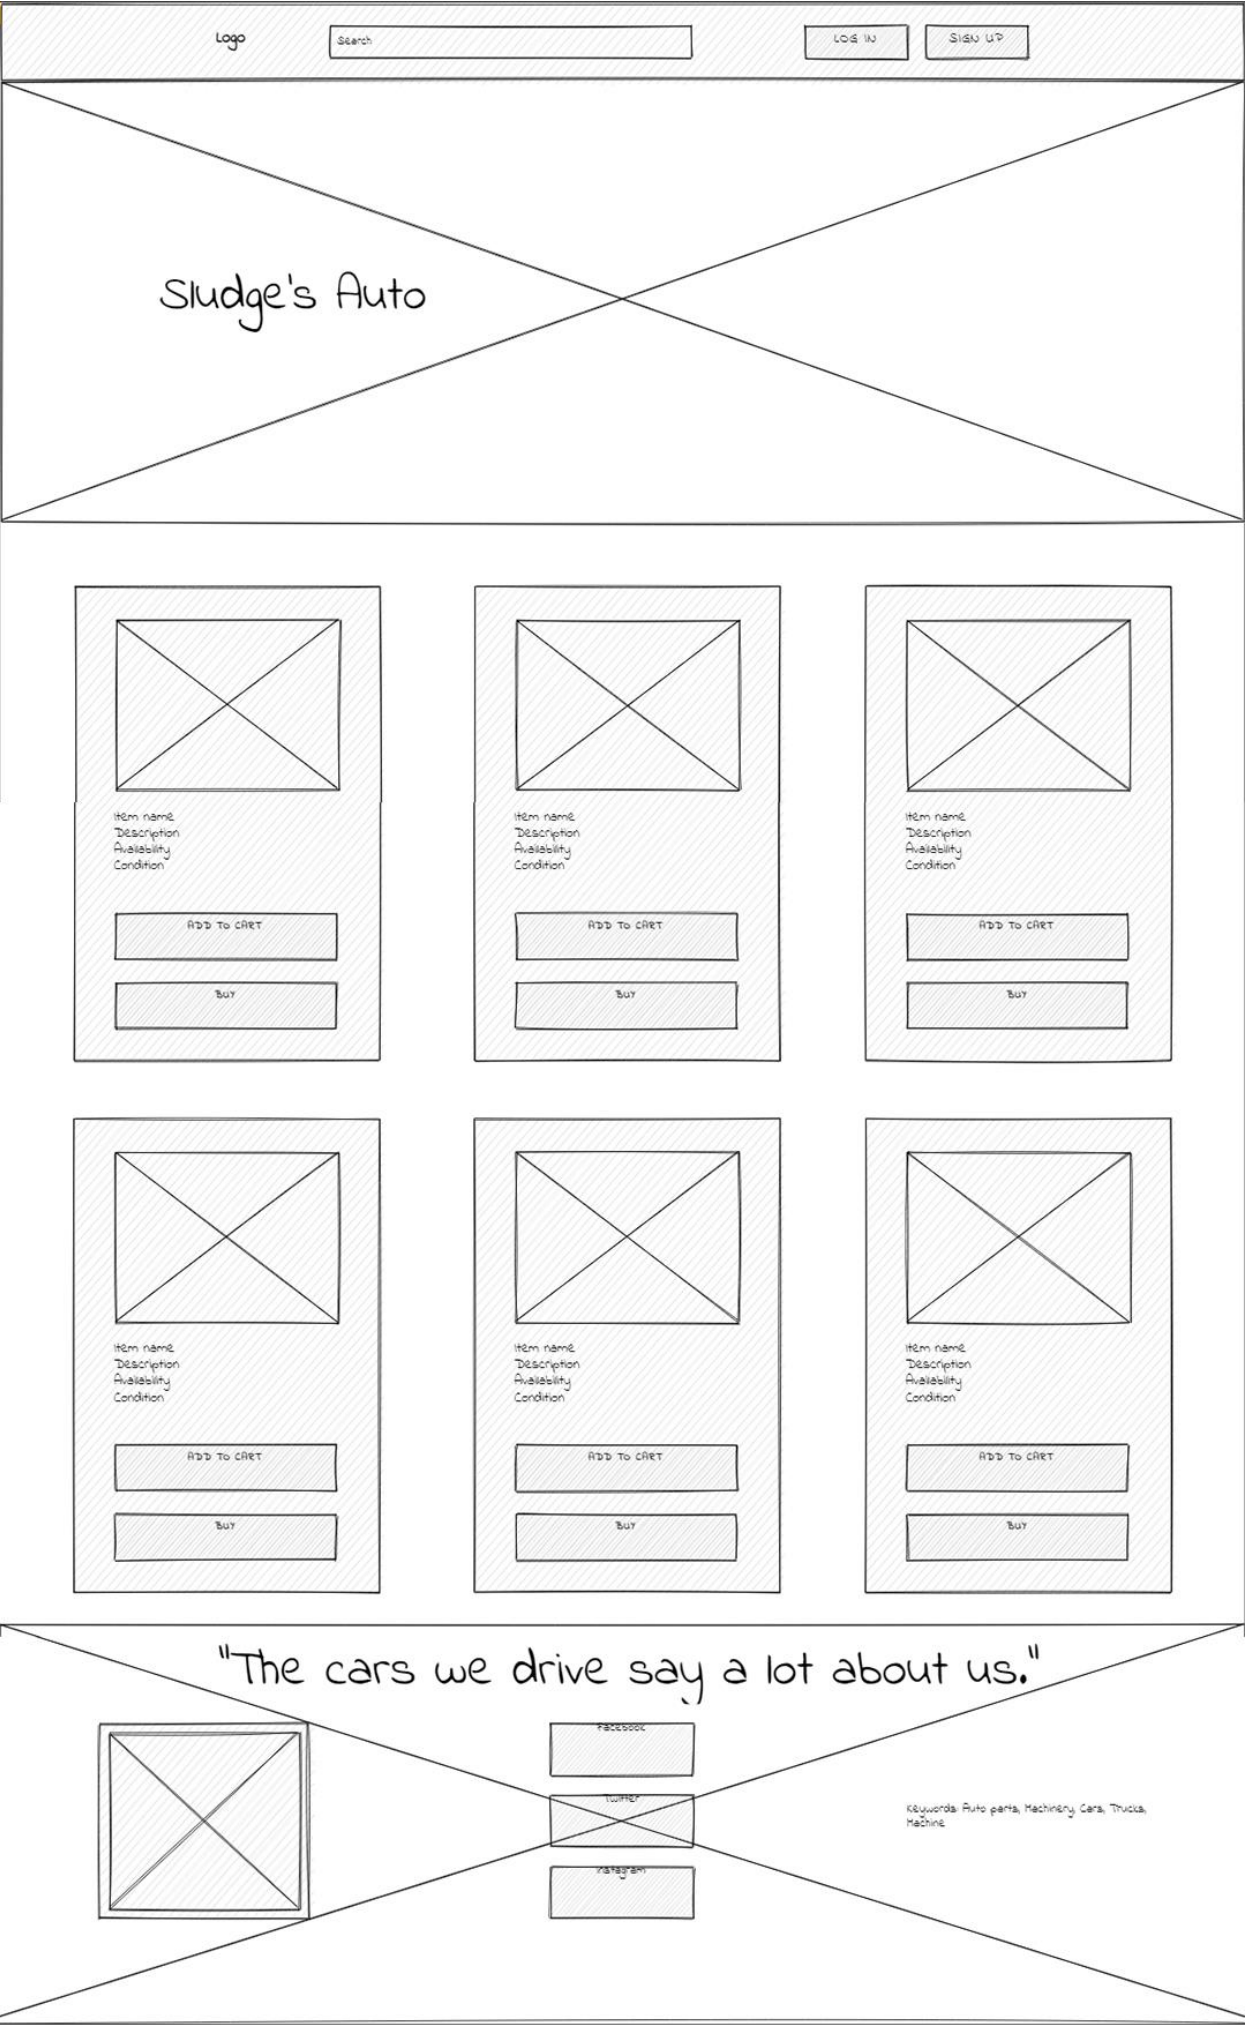 Logo
Search
LOG IN
SIGN UP
Sludge's Auto
Item name
Description
Availability
Condition
ADD TO CART
BUY
Item name
Description
Availability
Condition
ADD TO CART
BUY
Item name
Description
Availability
Condition
ADD TO CART
BUY
Item name
Description
Availability
Condition
ADD TO CART
BUY
Item name
Description
Availability
Condition
ADD TO CART
BUY
Item name
Description
Availability
Condition
ADD TO CART
BUY
"The cars we drive say a lot about us."
Facebook
Twitter
Instagram
Keywords: Auto parts, Machinery, Cars, Trucks,
Machine